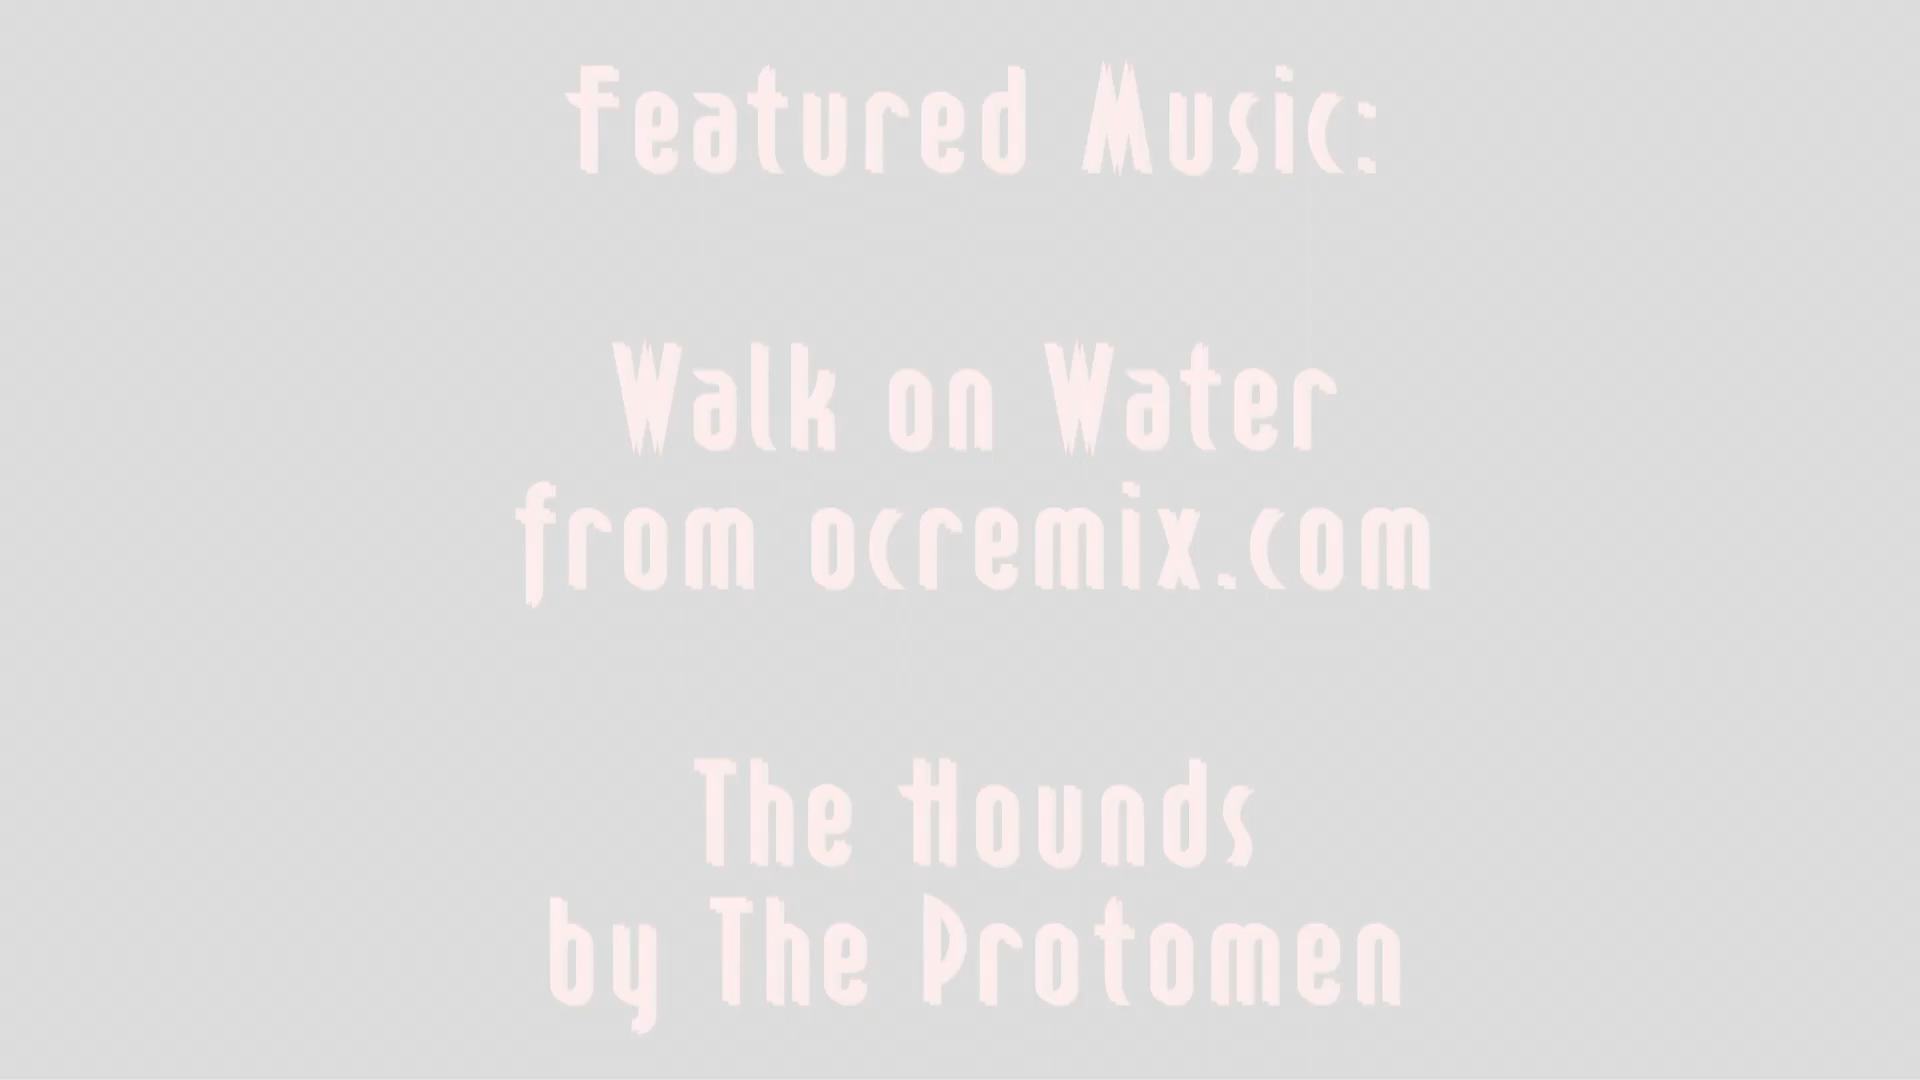 Featured Music:
Walk on Water
from ocremix.com
The Hounds
by The Protomen